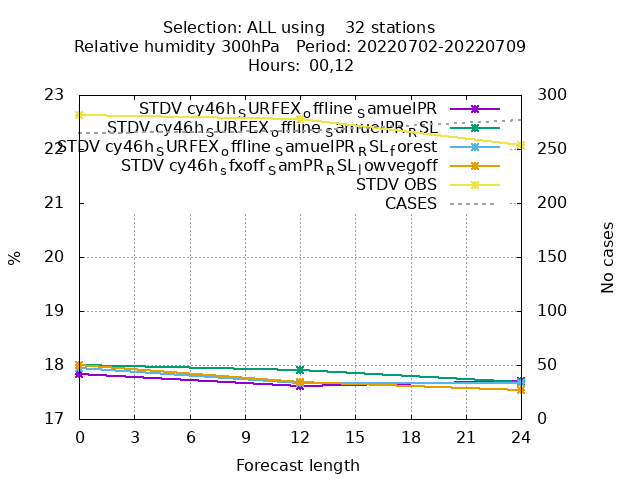 Selection: ALL using    32 stations
Relative humidity 300hPa   Period: 20220702-20220709
Hours:  00,12
23
300
STDV cy46h_SURFEX_offline_SamuelPR
STDV cy46h_SURFEX_offline_SamuelPR_RSL
22
250
STDV cy46h_SURFEX_offline_SamuelPR_RSL_forest
STDV cy46h_sfxoff_SamPR_RSL_lowvegoff
STDV OBS
21
200
CASES
20
150
19
100
18
50
17
0
%
No cases
0 3 6 9 12 15 18 21 24
Forecast length